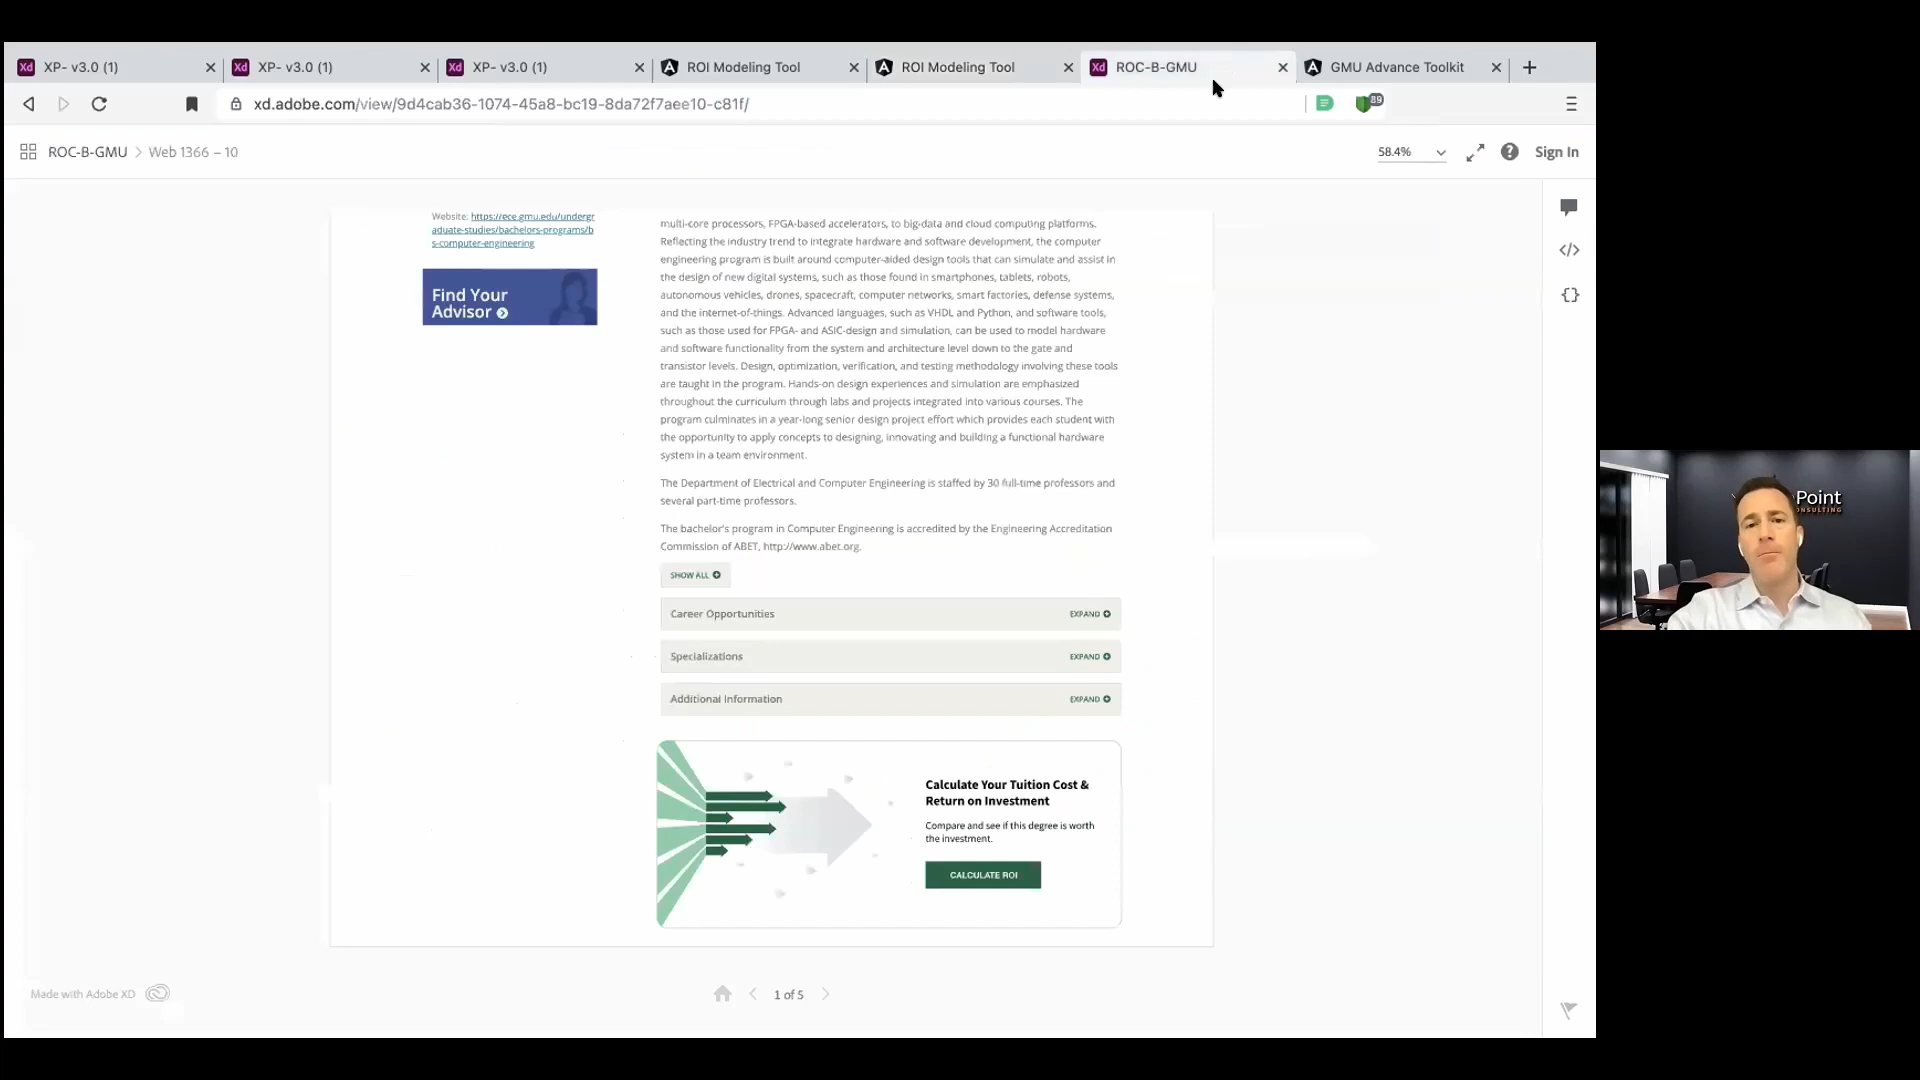 XP- v3.0 (1)
XP- v3.0 (1)
XP- v3.0 (1)
ROI Modeling Tool
ROI Modeling Tool
ROC-B-GMU
GMU Advance Toolkit
xd.adobe.com/view/9d4cab36-1074-45a8-bc19-8da72f7aee10-c81f/
89
ROC-B-GMU > Web 1366 – 10
58.4%
Sign In
Website: https://ece.gmu.edu/undergr
aduate-studies/bachelors-programs/b
s-computer-engineering
Find Your
Advisor
multi-core processors, FPGA-based accelerators, to big-data and cloud computing platforms.
Reflecting the industry trend to integrate hardware and software development, the computer
engineering program is built around computer-aided design tools that can simulate and assist in
the design of new digital systems, such as those found in smartphones, tablets, robots,
autonomous vehicles, drones, spacecraft, computer networks, smart factories, defense systems,
and the internet-of-things. Advanced languages, such as VHDL and Python, and software tools,
such as those used for FPGA- and ASIC-design and simulation, can be used to model hardware
and software functionality from the system and architecture level down to the gate and
transistor levels. Design, optimization, verification, and testing methodology involving these tools
are taught in the program. Hands-on design experiences and simulation are emphasized
throughout the curriculum through labs and projects integrated into various courses. The
program culminates in a year-long senior design project effort which provides each student with
the opportunity to apply concepts to designing, innovating and building a functional hardware
system in a team environment.
The Department of Electrical and Computer Engineering is staffed by 30 full-time professors and
several part-time professors.
The bachelor's program in Computer Engineering is accredited by the Engineering Accreditation
Commission of ABET, http://www.abet.org.
SHOW ALL
Career Opportunities EXPAND
Specializations EXPAND
Additional Information EXPAND
Calculate Your Tuition Cost &
Return on Investment
Compare and see if this degree is worth
the investment.
CALCULATE ROI
Made with Adobe XD
1 of 5
Point
ONSULTING